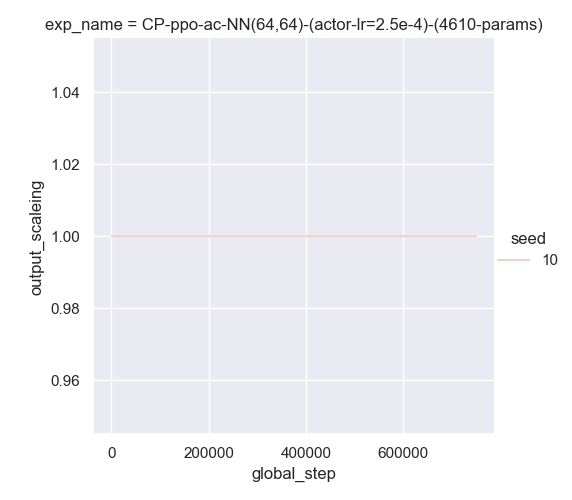 exp_name = CP-ppo-ac-NN(64,64)-(actor-lr=2.5e-4)-(4610-params)
1.04
1.02
1.00
0.98
0.96
output_scaleing
seed
10
0
200000
400000
600000
global_step